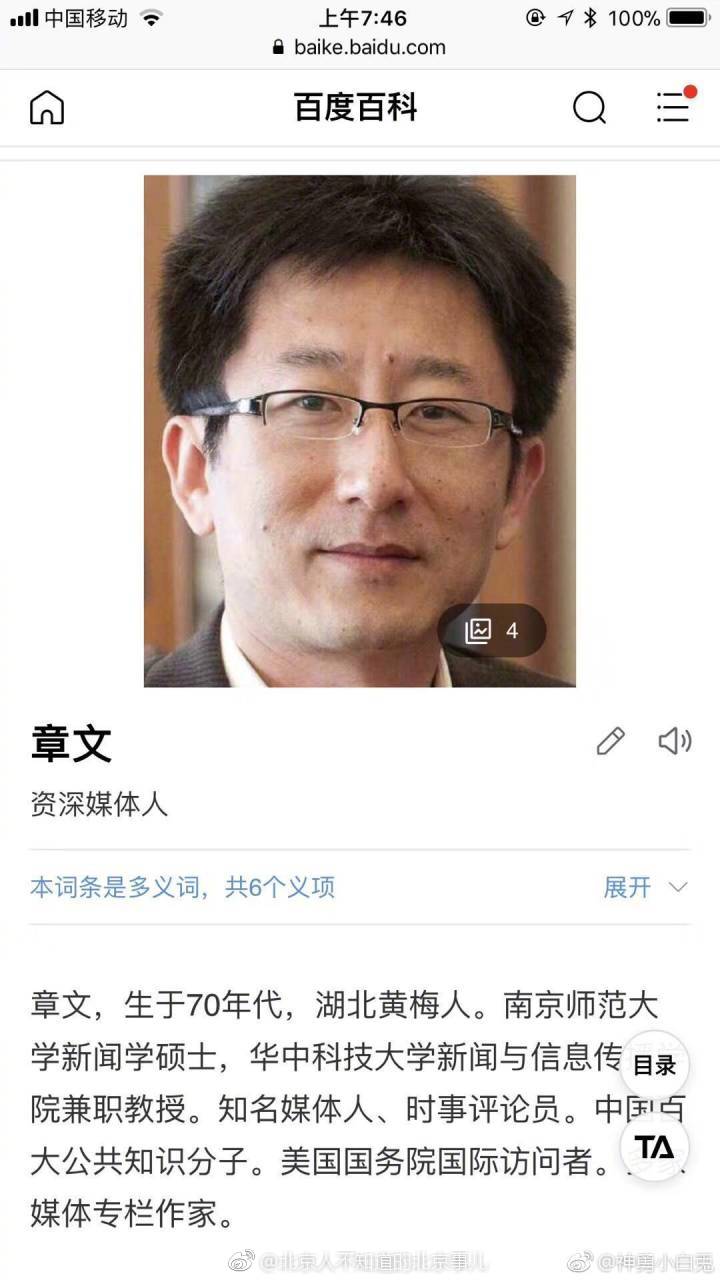 中国移动 上午7:46 100%
baike.baidu.com
百度百科
4
章文
资深媒体人
本词条是多义词，共6个义项 展开
章文，生于70年代，湖北黄梅人。南京师范大
学新闻学硕士，华中科技大学新闻与信息传播学
目录
院兼职教授。知名媒体人、时事评论员。中国百
TA
大公共知识分子。美国国务院国际访问者。
媒体专栏作家。
@北京人不知道的北京事儿 @神勇小白兔